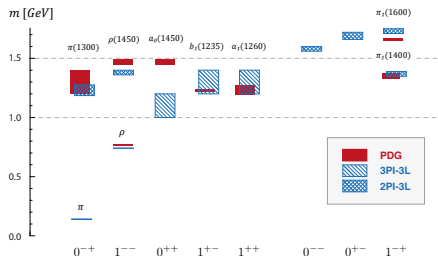 m [GeV]
π(1300)
ρ(1450)
a₀(1450)
b₁(1235)
a₁(1260)
π₁(1600)
π₁(1400)
1.5
1.0
0.5
0.0
ρ
π
PDG
3PI-3L
2PI-3L
0⁻⁺
1⁻⁻
0⁺⁺
1⁺⁻
1⁺⁺
0⁻⁻
0⁺⁻
1⁻⁺